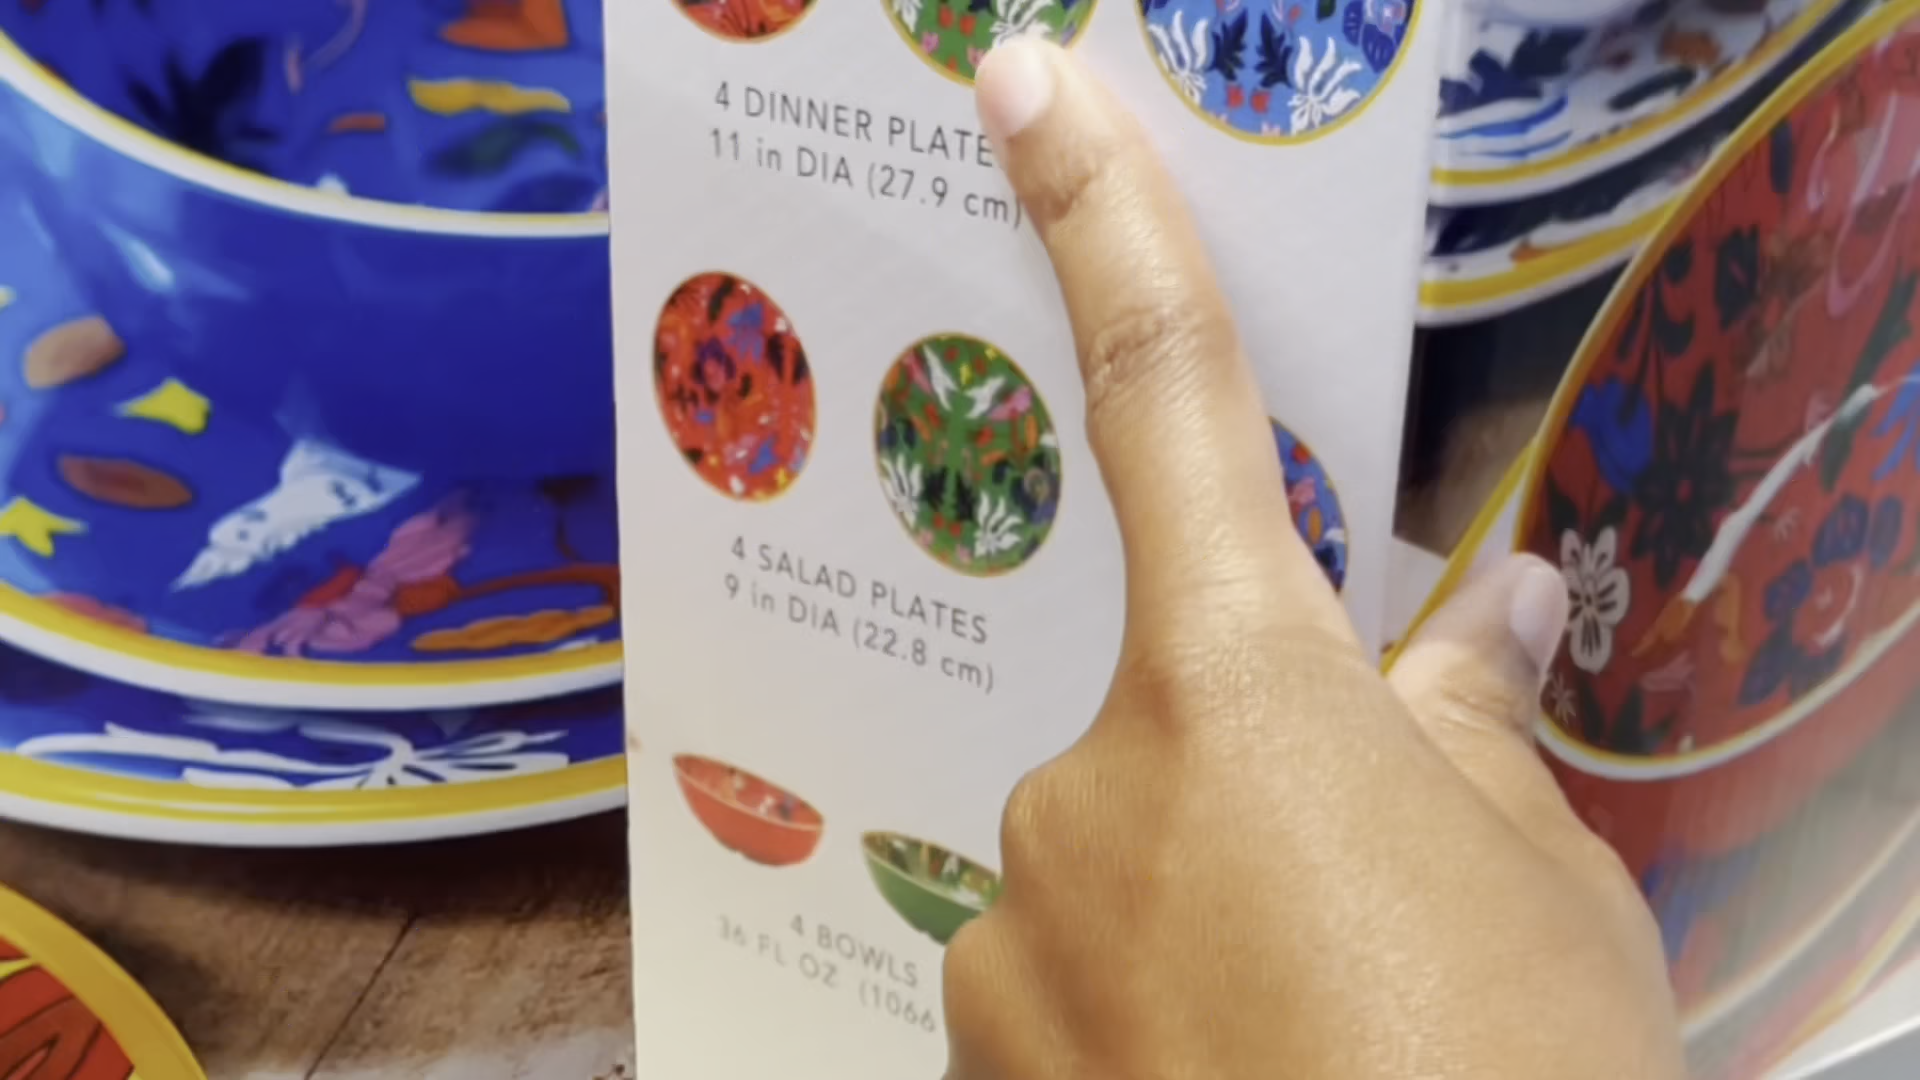 4 DINNER PLATE
11 in DIA (27.9 cm)
4 SALAD PLATES
9 in DIA (22.8 cm)
4 BOWLS
36 FL OZ (1066